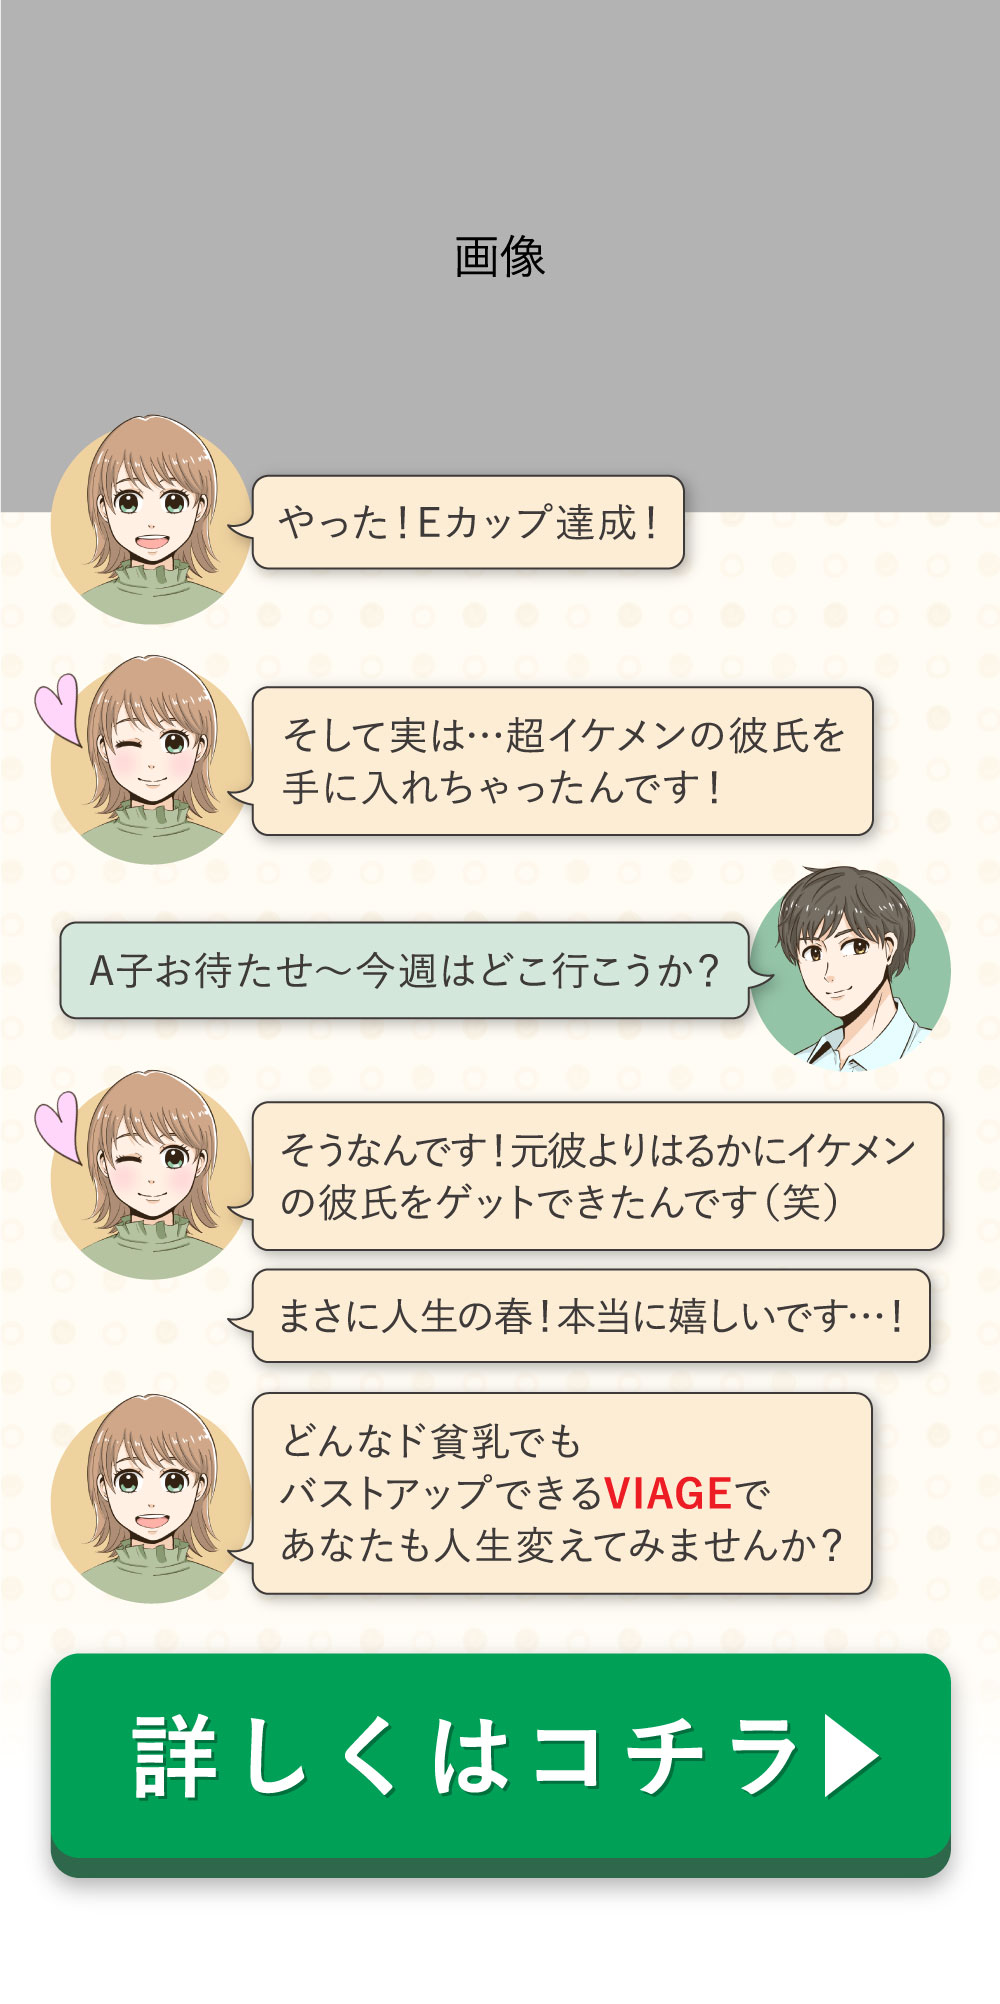 画像
やった！Eカップ達成！
そして実は…超イケメンの彼氏を
手に入れちゃったんです！
A子お待たせ～今週はどこ行こうか？
そうなんです！元彼よりはるかにイケメン
の彼氏をゲットできたんです（笑）
まさに人生の春！本当に嬉しいです…！
どんなド貧乳でも
バストアップできるVIAGEで
あなたも人生変えてみませんか？
詳しくはコチラ▶